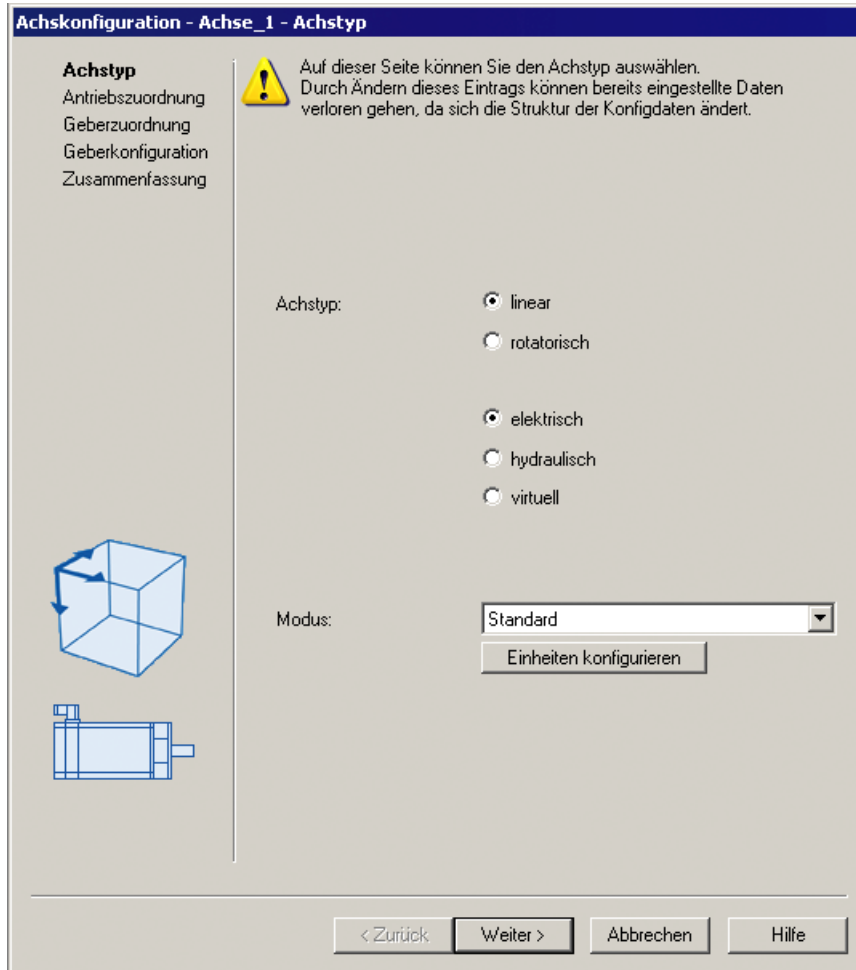 Achskonfiguration - Achse_1 - Achstyp
Achstyp
Antriebszuordnung
Geberzuordnung
Geberkonfiguration
Zusammenfassung
Auf dieser Seite können Sie den Achstyp auswählen.
Durch Ändern dieses Eintrags können bereits eingestellte Daten
verloren gehen, da sich die Struktur der Konfigdaten ändert.
Achstyp:
linear
rotatorisch
elektrisch
hydraulisch
virtuell
Modus:
Standard
Einheiten konfigurieren
< Zurück
Weiter >
Abbrechen
Hilfe